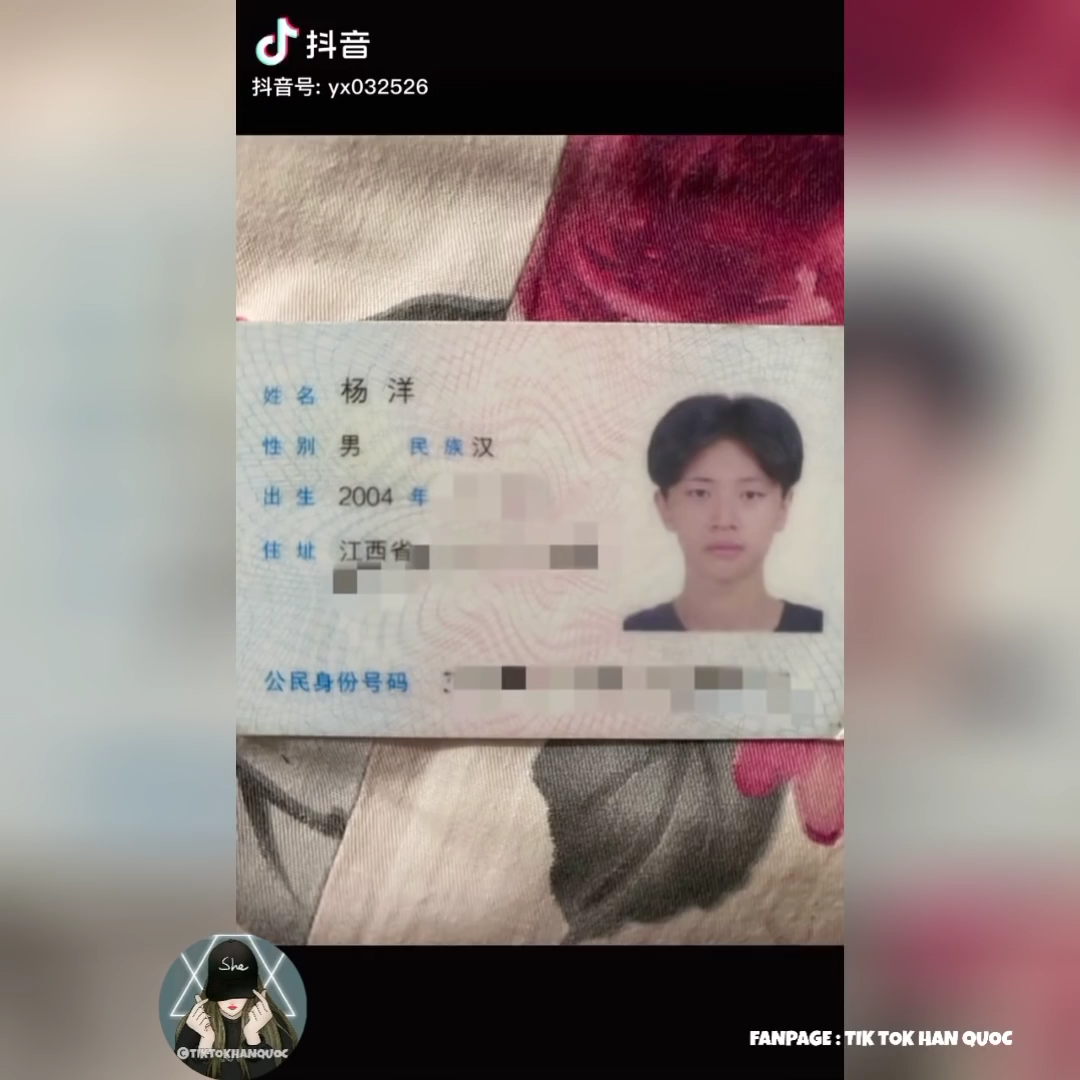 抖音
抖音号: yx032526
姓名 杨洋
性别 男 民族 汉
出生 2004 年
住址 江西省
公民身份号码
She
@TIKTOKHANQUOC
FANPAGE : TIK TOK HAN QUOC